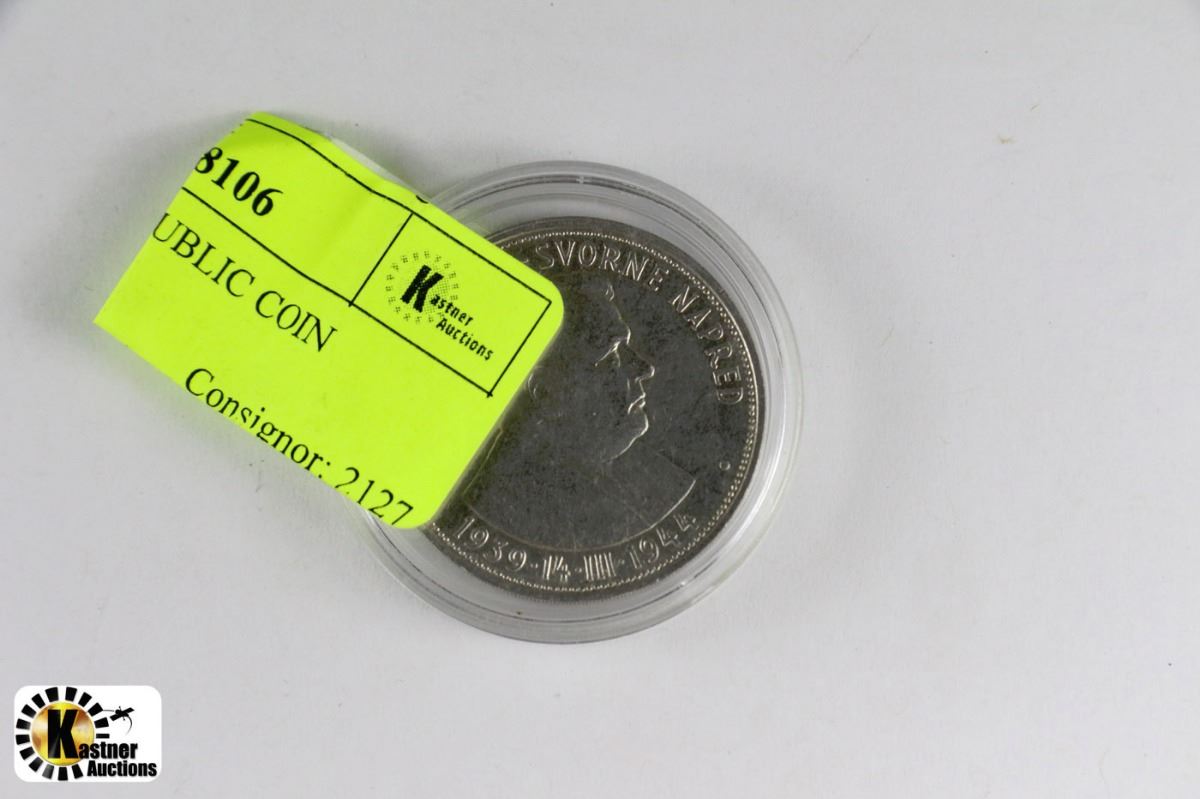 8106
UBLIC COIN
Kastner
Auctions
Consignor: 2127
SVORNE NAPRED
1939 · 14 · III · 1944
Kastner
Auctions